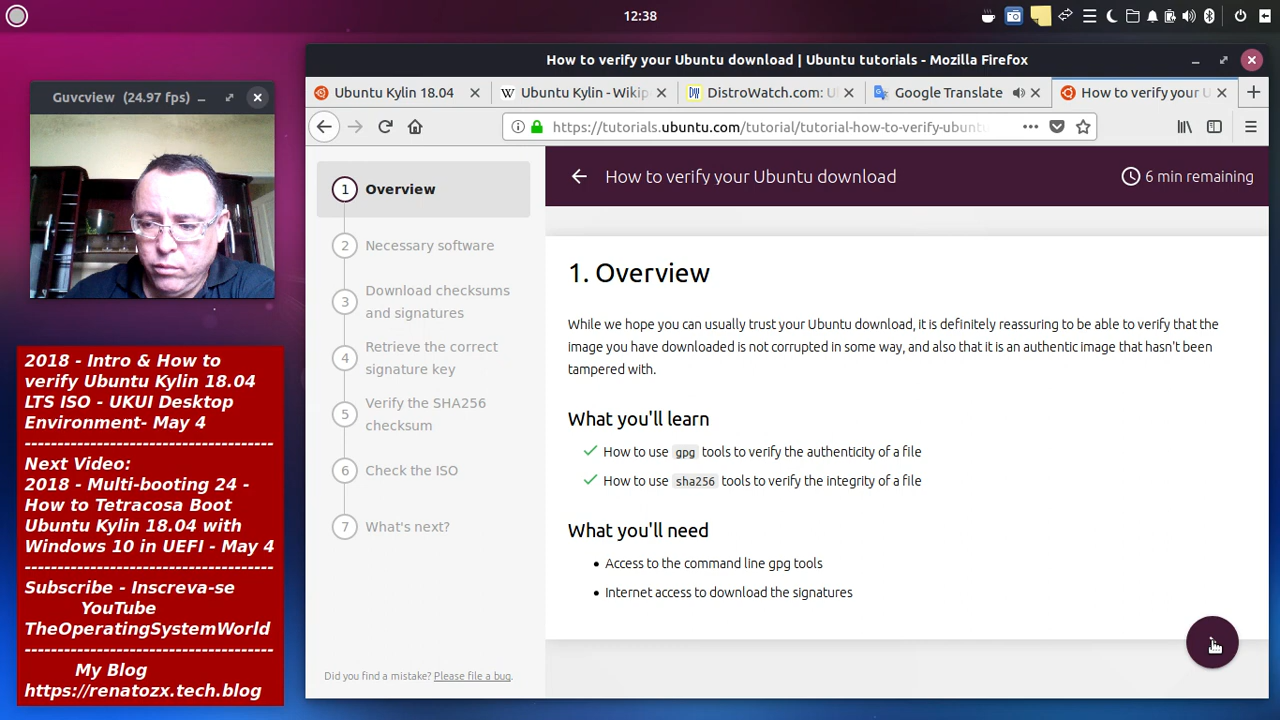 12:38
Guvcview (24.97 fps)
How to verify your Ubuntu download | Ubuntu tutorials - Mozilla Firefox
Ubuntu Kylin 18.04
Ubuntu Kylin - Wikip
DistroWatch.com: U
Google Translate
How to verify your U
https://tutorials.ubuntu.com/tutorial/tutorial-how-to-verify-ubuntu
1 Overview
2 Necessary software
3 Download checksums
and signatures
4 Retrieve the correct
signature key
5 Verify the SHA256
checksum
6 Check the ISO
7 What's next?
Did you find a mistake? Please file a bug.
How to verify your Ubuntu download
6 min remaining
1. Overview
While we hope you can usually trust your Ubuntu download, it is definitely reassuring to be able to verify that the
image you have downloaded is not corrupted in some way, and also that it is an authentic image that hasn't been
tampered with.
What you'll learn
How to use gpg tools to verify the authenticity of a file
How to use sha256 tools to verify the integrity of a file
What you'll need
• Access to the command line gpg tools
• Internet access to download the signatures
2018 - Intro & How to
verify Ubuntu Kylin 18.04
LTS ISO - UKUI Desktop
Environment- May 4
---------------------------------------
Next Video:
2018 - Multi-booting 24 -
How to Tetracosa Boot
Ubuntu Kylin 18.04 with
Windows 10 in UEFI - May 4
---------------------------------------
Subscribe - Inscreva-se
YouTube
TheOperatingSystemWorld
---------------------------------------
My Blog
https://renatozx.tech.blog